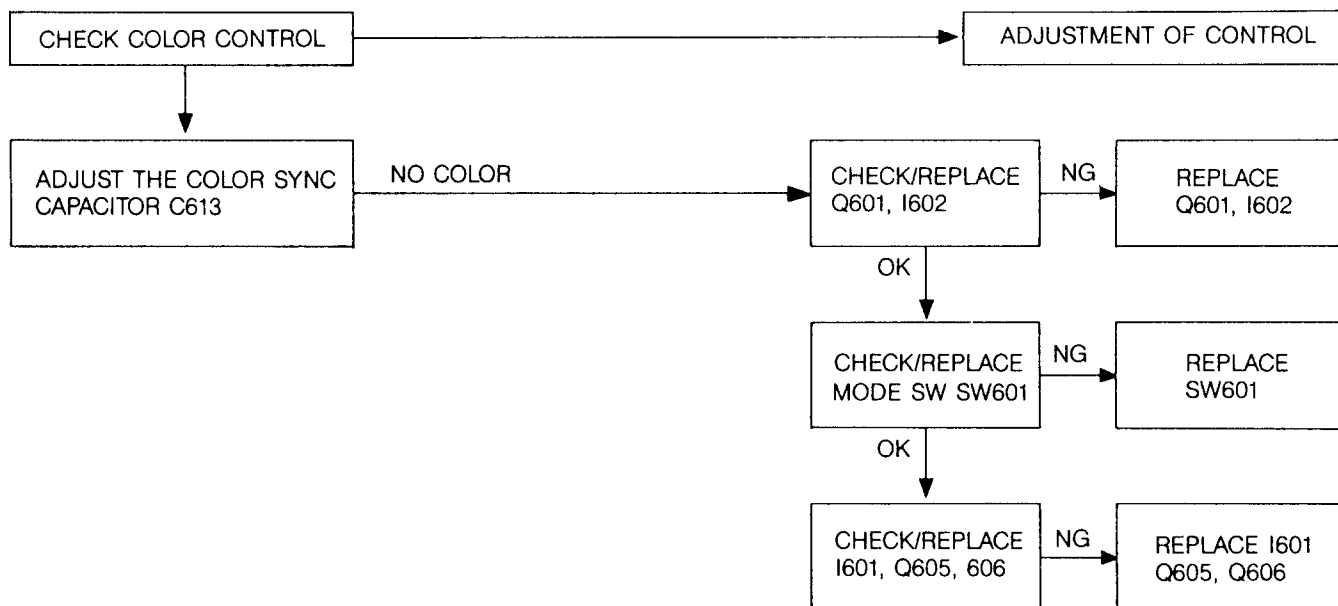 CHECK COLOR CONTROL
ADJUSTMENT OF CONTROL
ADJUST THE COLOR SYNC
CAPACITOR C613
NO COLOR
CHECK/REPLACE
Q601, I602
NG
REPLACE
Q601, I602
OK
CHECK/REPLACE
MODE SW SW601
NG
REPLACE
SW601
OK
CHECK/REPLACE
I601, Q605, 606
NG
REPLACE I601
Q605, Q606